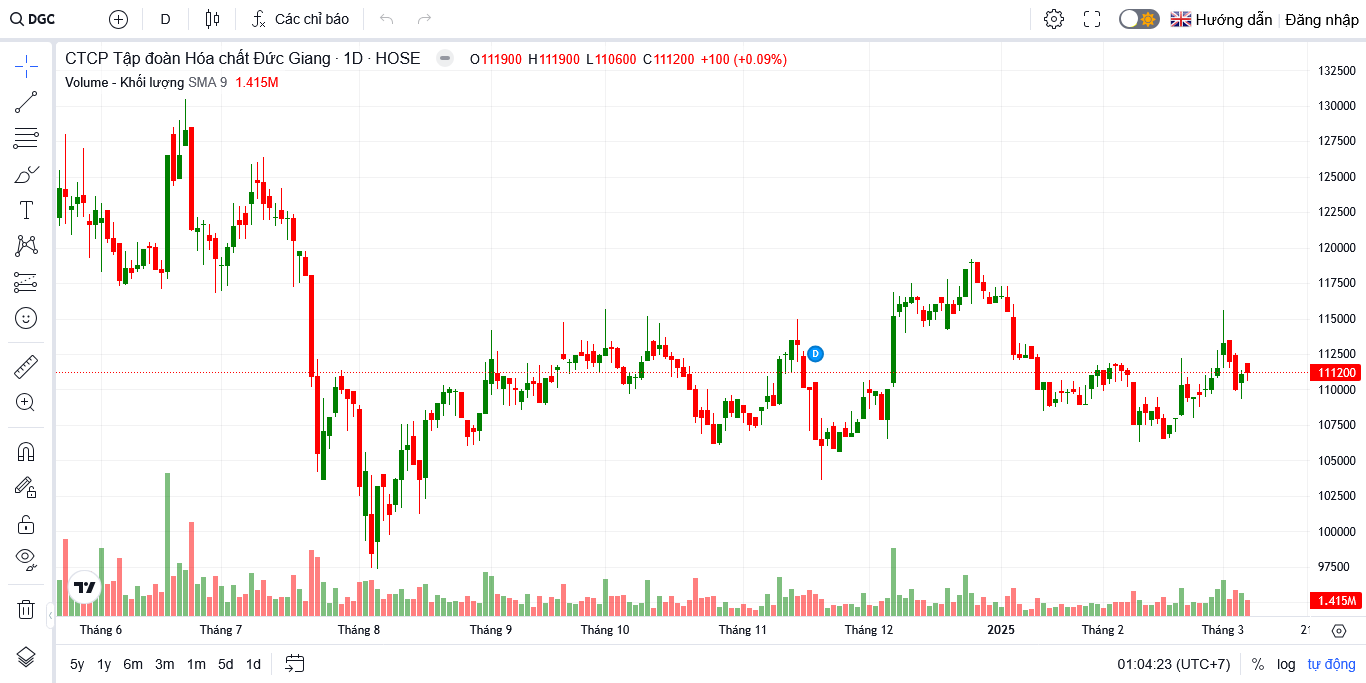 DGC D Các chỉ báo Hướng dẫn Đăng nhập
CTCP Tập đoàn Hóa chất Đức Giang · 1D · HOSE O111900 H111900 L110600 C111200 +100 (+0.09%)
Volume - Khối lượng SMA 9 1.415M
132500
130000
127500
125000
122500
120000
117500
115000
112500
111200
110000
107500
105000
102500
100000
97500
1.415M
D
Tháng 6 Tháng 7 Tháng 8 Tháng 9 Tháng 10 Tháng 11 Tháng 12 2025 Tháng 2 Tháng 3 21
5y 1y 6m 3m 1m 5d 1d 01:04:23 (UTC+7) % log tự động